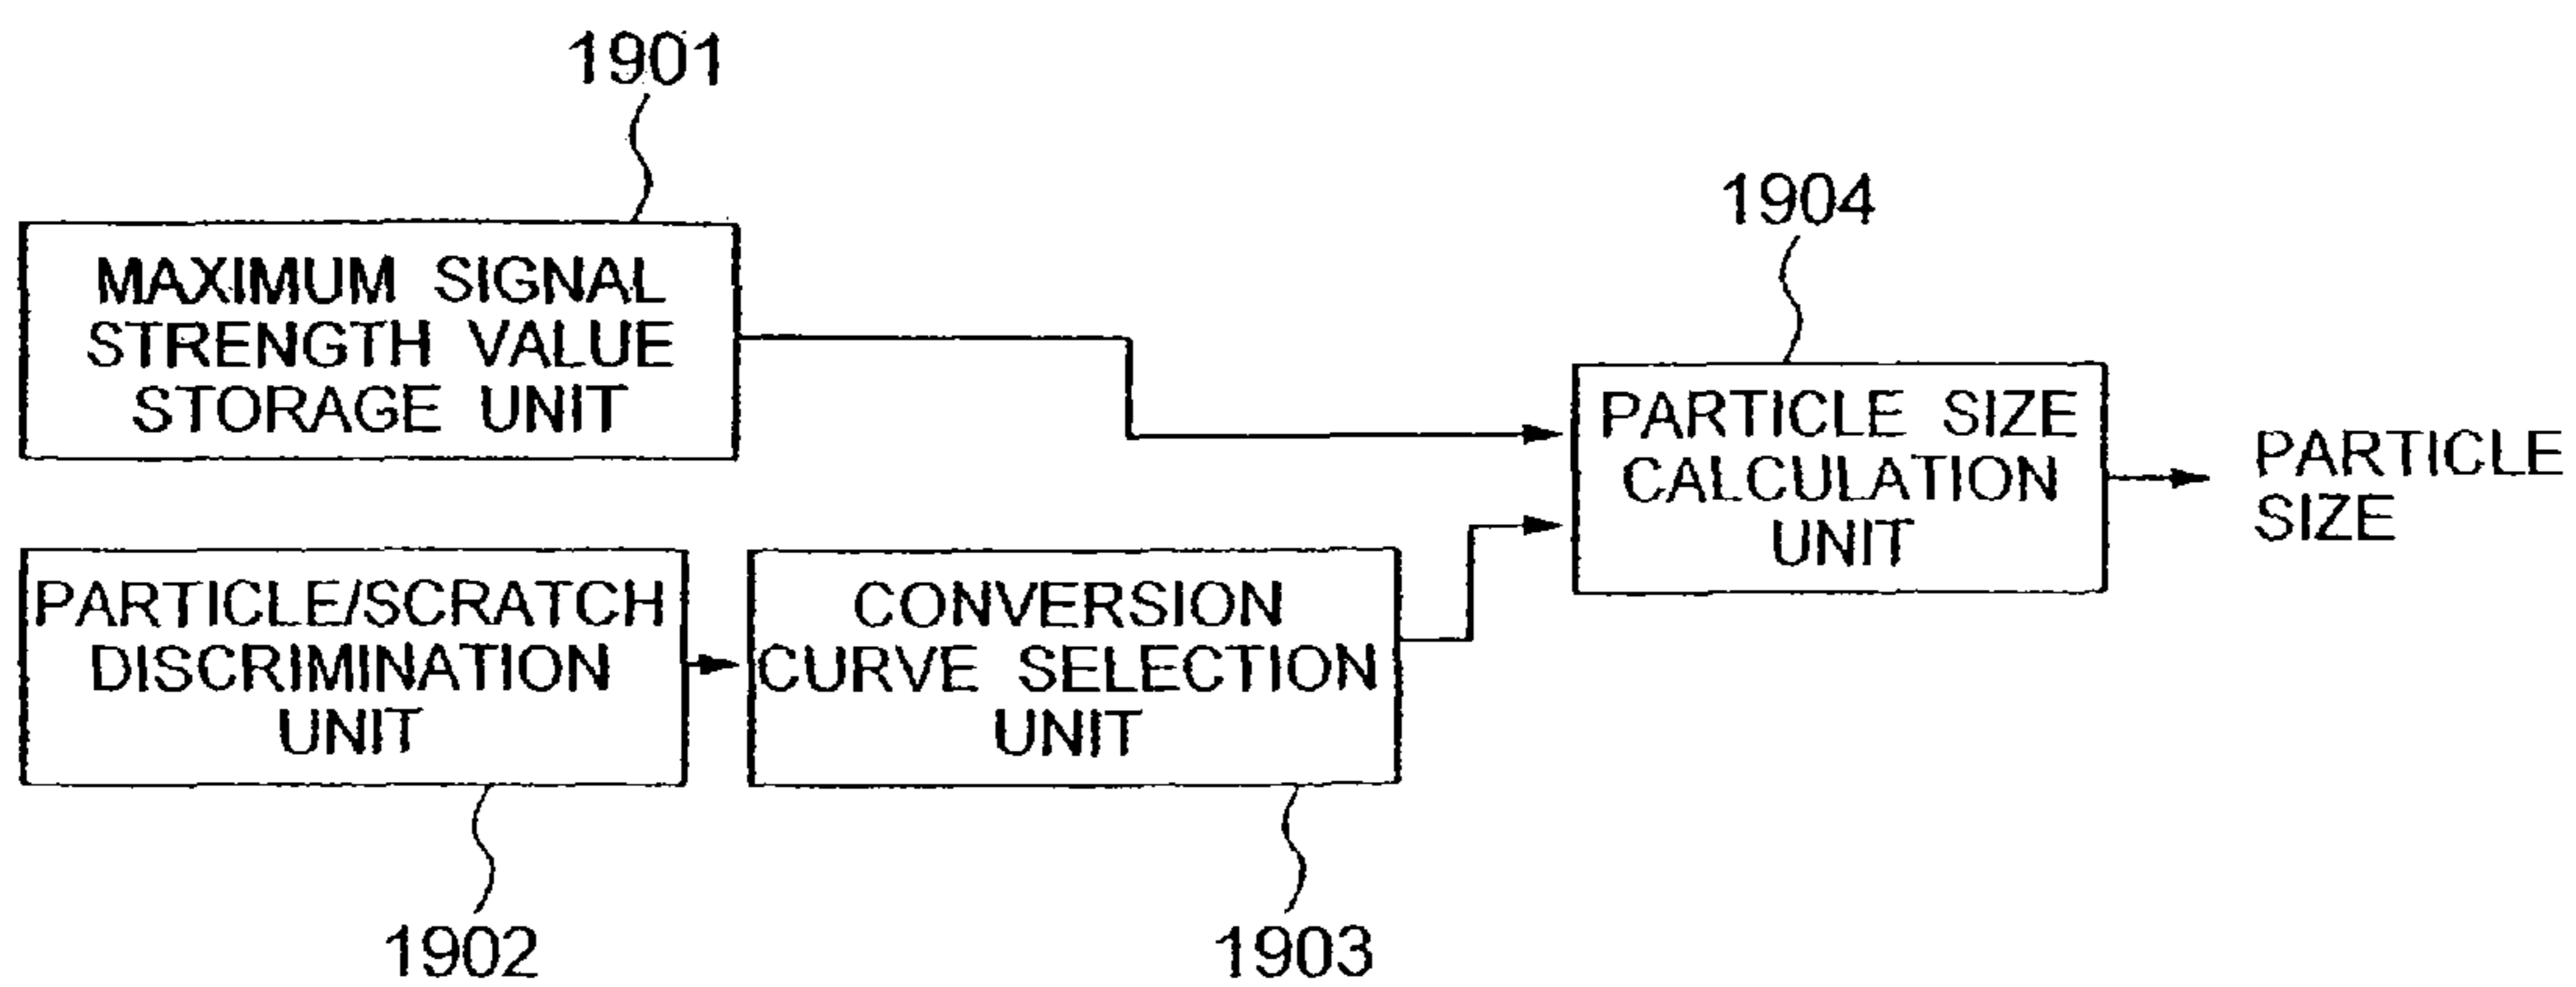 1901
MAXIMUM SIGNAL
STRENGTH VALUE
STORAGE UNIT
1904
PARTICLE SIZE
CALCULATION
UNIT
PARTICLE
SIZE
PARTICLE/SCRATCH
DISCRIMINATION
UNIT
CONVERSION
CURVE SELECTION
UNIT
1902
1903